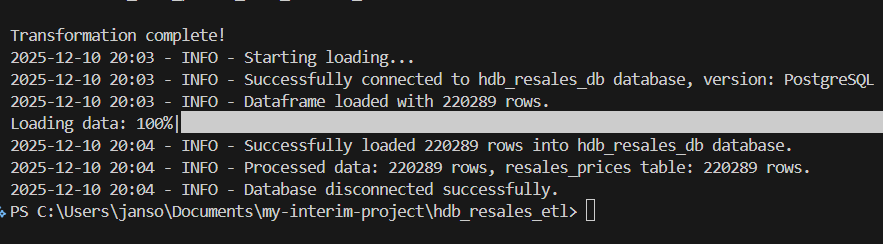 Transformation complete!
2025-12-10 20:03 - INFO - Starting loading...
2025-12-10 20:03 - INFO - Successfully connected to hdb_resales_db database, version: PostgreSQL
2025-12-10 20:03 - INFO - Dataframe loaded with 220289 rows.
Loading data: 100%|
2025-12-10 20:04 - INFO - Successfully loaded 220289 rows into hdb_resales_db database.
2025-12-10 20:04 - INFO - Processed data: 220289 rows, resales_prices table: 220289 rows.
2025-12-10 20:04 - INFO - Database disconnected successfully.
PS C:\Users\janso\Documents\my-interim-project\hdb_resales_etl>